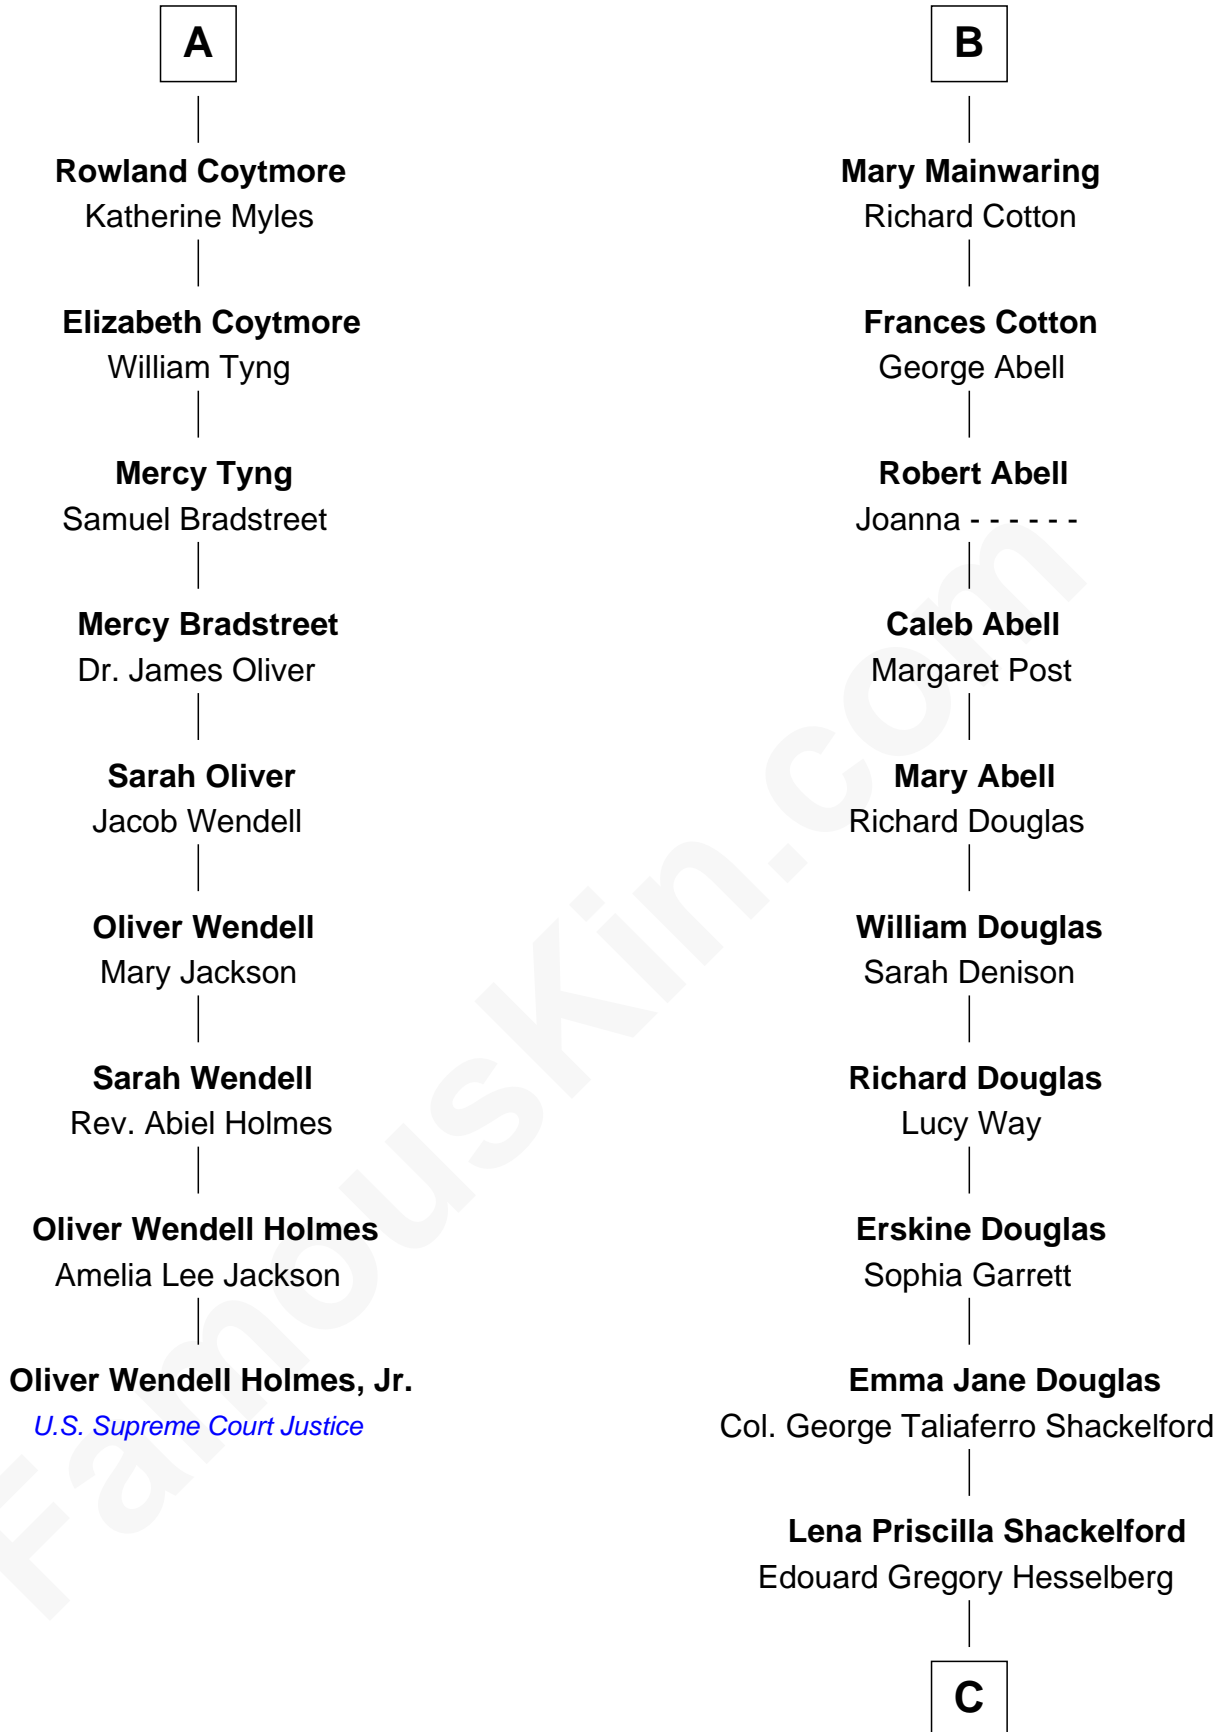 A
Rowland Coytmore
Katherine Myles
Elizabeth Coytmore
William Tyng
Mercy Tyng
Samuel Bradstreet
Mercy Bradstreet
Dr. James Oliver
Sarah Oliver
Jacob Wendell
Oliver Wendell
Mary Jackson
Sarah Wendell
Rev. Abiel Holmes
Oliver Wendell Holmes
Amelia Lee Jackson
Oliver Wendell Holmes, Jr.
U.S. Supreme Court Justice
B
Mary Mainwaring
Richard Cotton
Frances Cotton
George Abell
Robert Abell
Joanna - - - - - -
Caleb Abell
Margaret Post
Mary Abell
Richard Douglas
William Douglas
Sarah Denison
Richard Douglas
Lucy Way
Erskine Douglas
Sophia Garrett
Emma Jane Douglas
Col. George Taliaferro Shackelford
Lena Priscilla Shackelford
Edouard Gregory Hesselberg
C
FamousKin.com